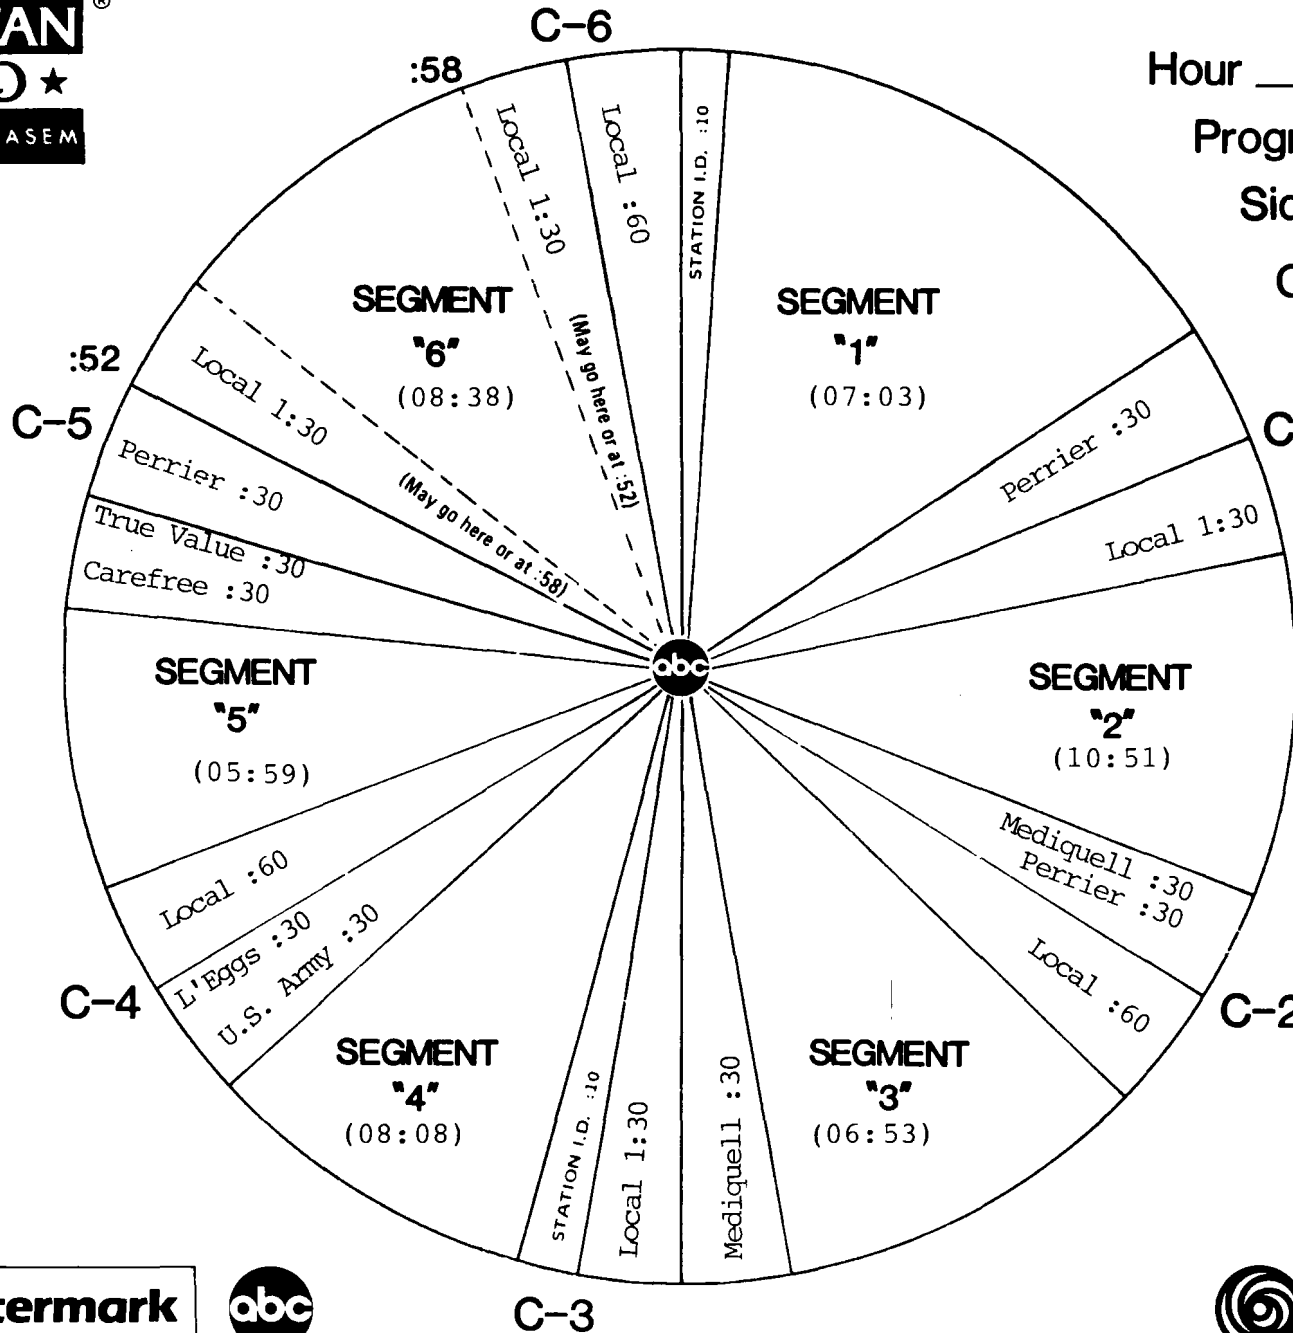 ®
ASEM
C-6
:58
Hour
Local 1:30
Local :60
STATION I.D. :10
SEGMENT
"6"
(08:38)
SEGMENT
"1"
(07:03)
:52
C-5
Local 1:30
(May go here or at :58)
(May go here or at :52)
Perrier :30
Local 1:30
Perrier :30
True Value :30
Carefree :30
abc
SEGMENT
"5"
(05:59)
SEGMENT
"2"
(10:51)
Mediquell :30
Perrier :30
Local :60
C-2
Local :60
L'Eggs :30
U.S. Army :30
C-4
SEGMENT
"4"
(08:08)
SEGMENT
"3"
(06:53)
STATION I.D. :10
Local 1:30
Mediquell :30
C-3
termark
abc